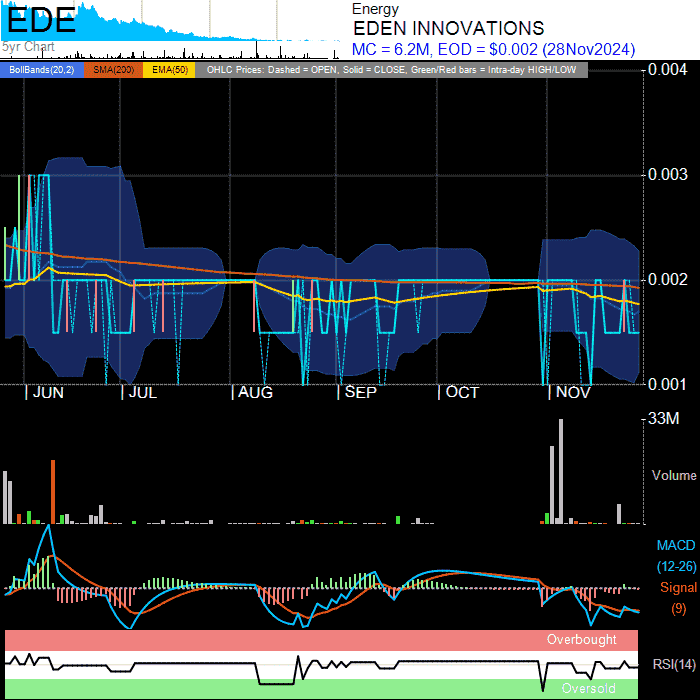 EDE
5yr Chart
Energy
EDEN INNOVATIONS
MC = 6.2M, EOD = $0.002 (28Nov2024)
BollBands(20,2) SMA(200) EMA(50) OHLC Prices: Dashed = OPEN, Solid = CLOSE, Green/Red bars = Intra-day HIGH/LOW
0.004
0.003
0.002
0.001
JUN JUL AUG SEP OCT NOV
33M
Volume
MACD
(12-26)
Signal
(9)
Overbought
RSI(14)
Oversold